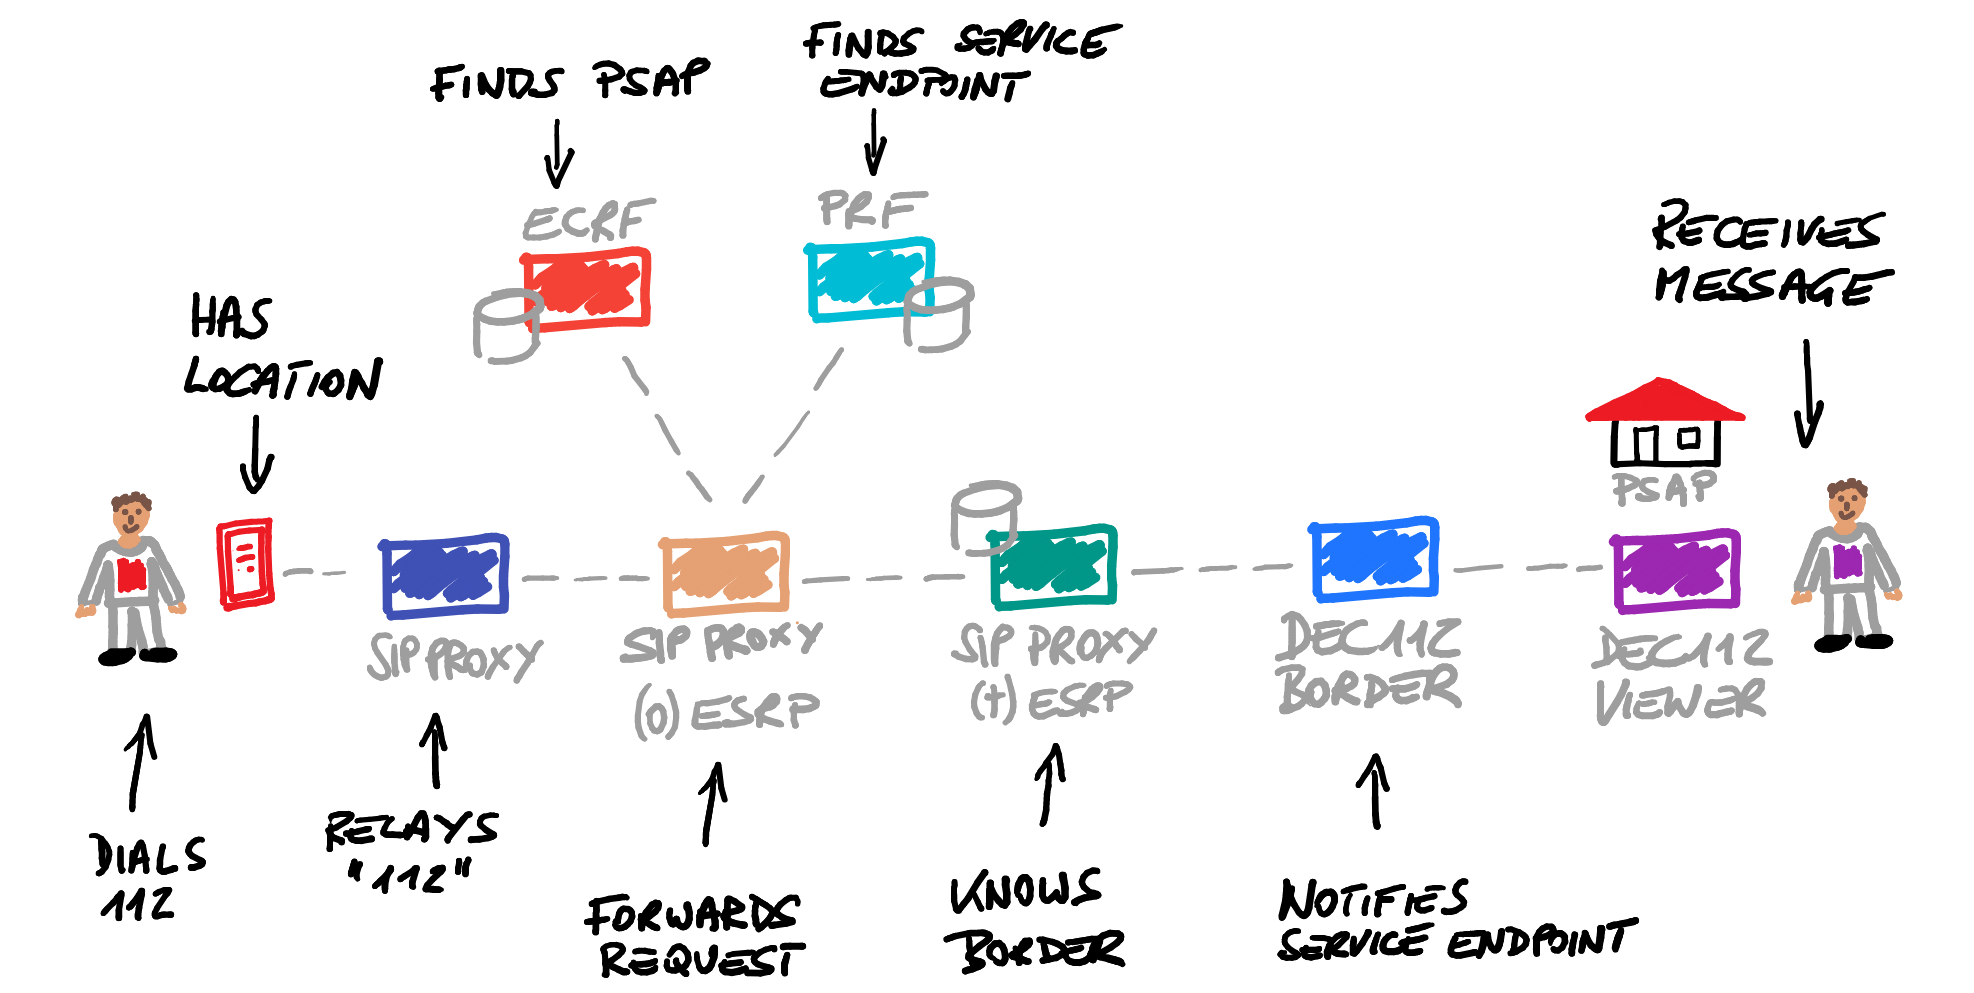 FINDS PSAP
FINDS SERVICE
ENDPOINT
ECRF
PRF
HAS
LOCATION
RECEIVES
MESSAGE
PSAP
SIP PROXY
SIP PROXY
(o) ESRP
SIP PROXY
(t) ESRP
DEC112
BORDER
DEC112
VIEWER
DIALS
112
RELAYS
"112"
FORWARDS
REQUEST
KNOWS
BORDER
NOTIFIES
SERVICE ENDPOINT